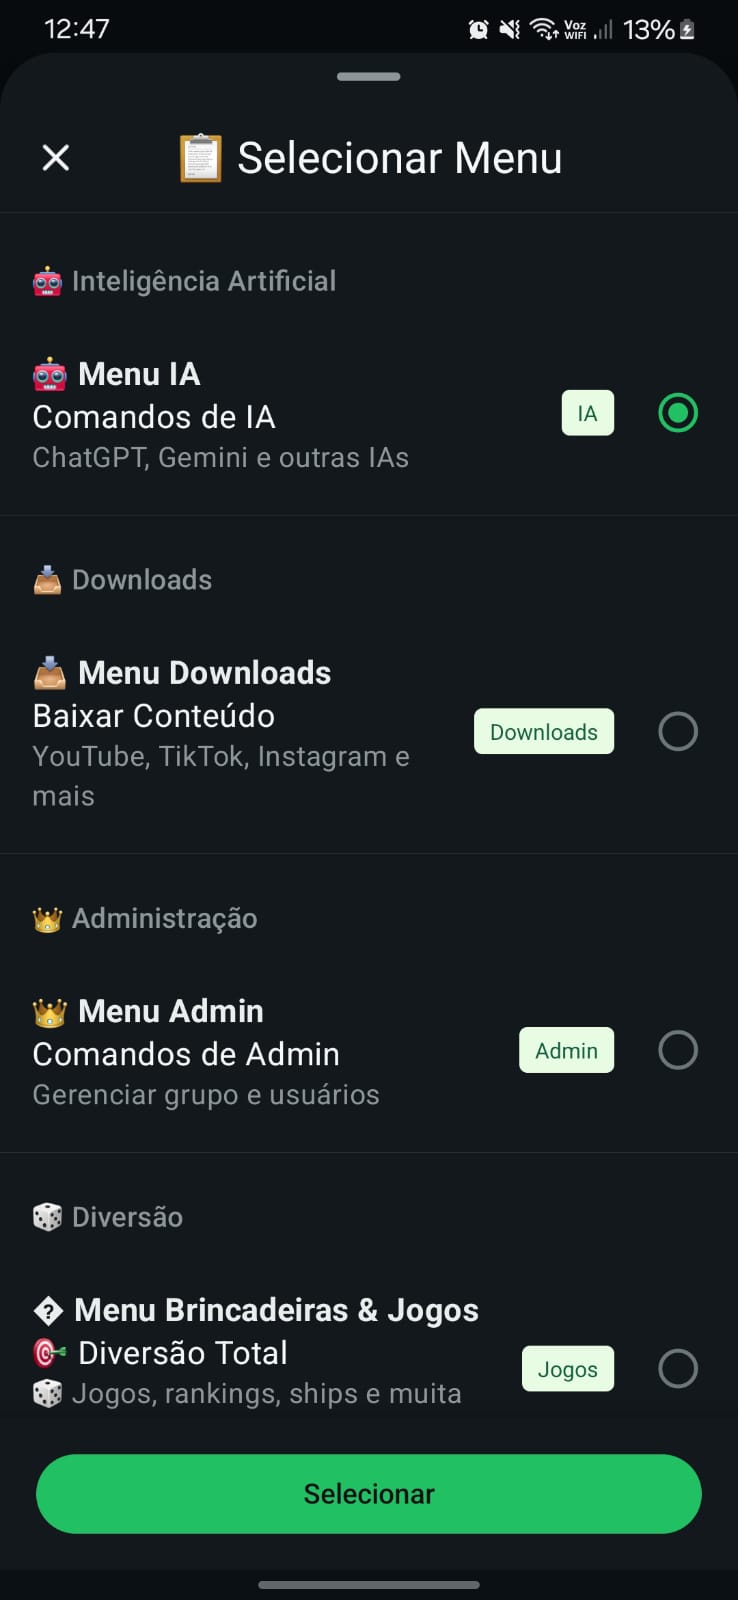 12:47
Voz WIFI 13%
Selecionar Menu
Inteligência Artificial
Menu IA
Comandos de IA
IA
ChatGPT, Gemini e outras IAs
Downloads
Menu Downloads
Baixar Conteúdo
Downloads
YouTube, TikTok, Instagram e
mais
Administração
Menu Admin
Comandos de Admin
Admin
Gerenciar grupo e usuários
Diversão
� Menu Brincadeiras & Jogos
Diversão Total
Jogos
Jogos, rankings, ships e muita
Selecionar